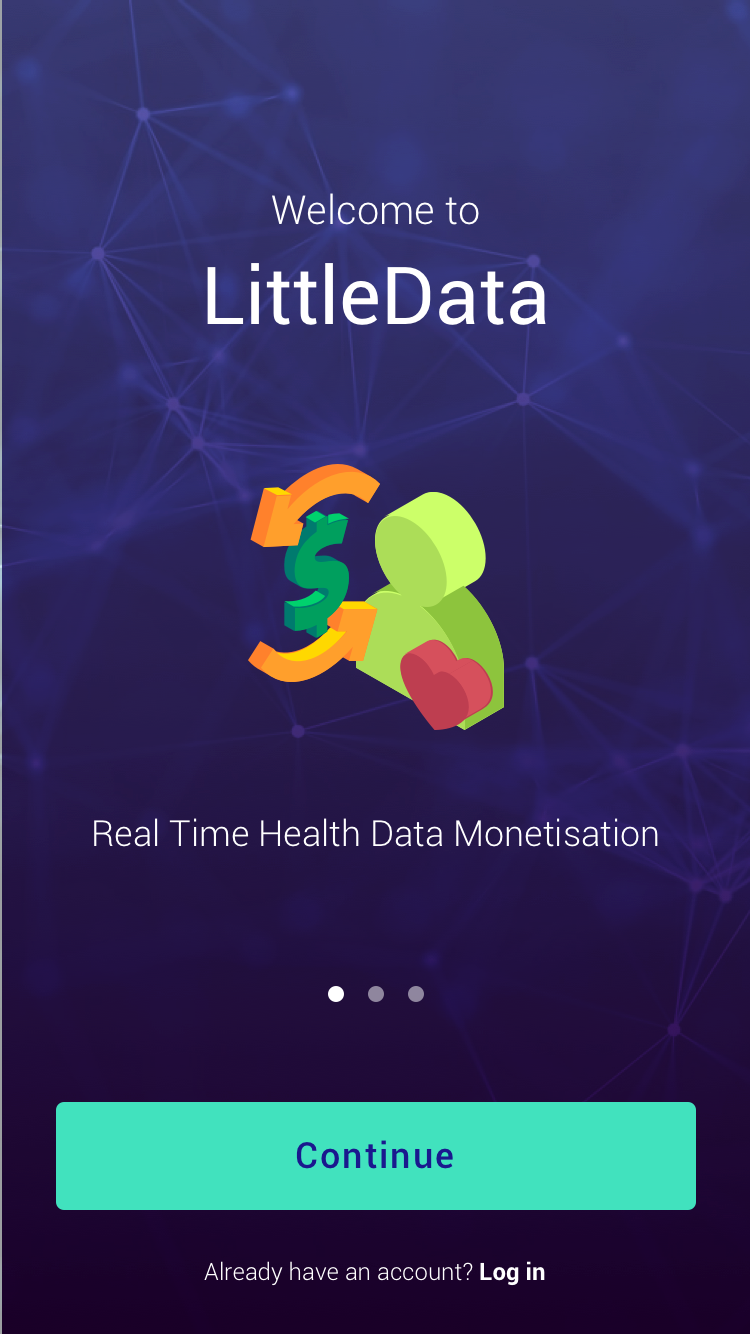 Welcome to
LittleData
Real Time Health Data Monetisation
Continue
Already have an account? Log in